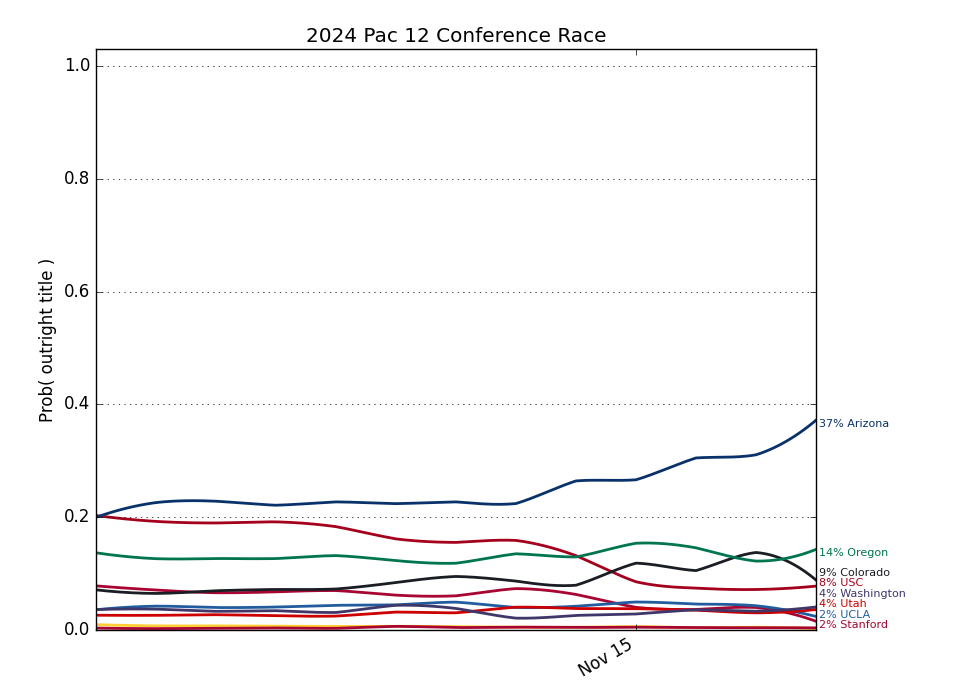 2024 Pac 12 Conference Race
Prob( outright title )
1.0
0.8
0.6
0.4
0.2
0.0
37% Arizona
14% Oregon
9% Colorado
8% USC
4% Washington
4% Utah
2% UCLA
2% Stanford
Nov 15